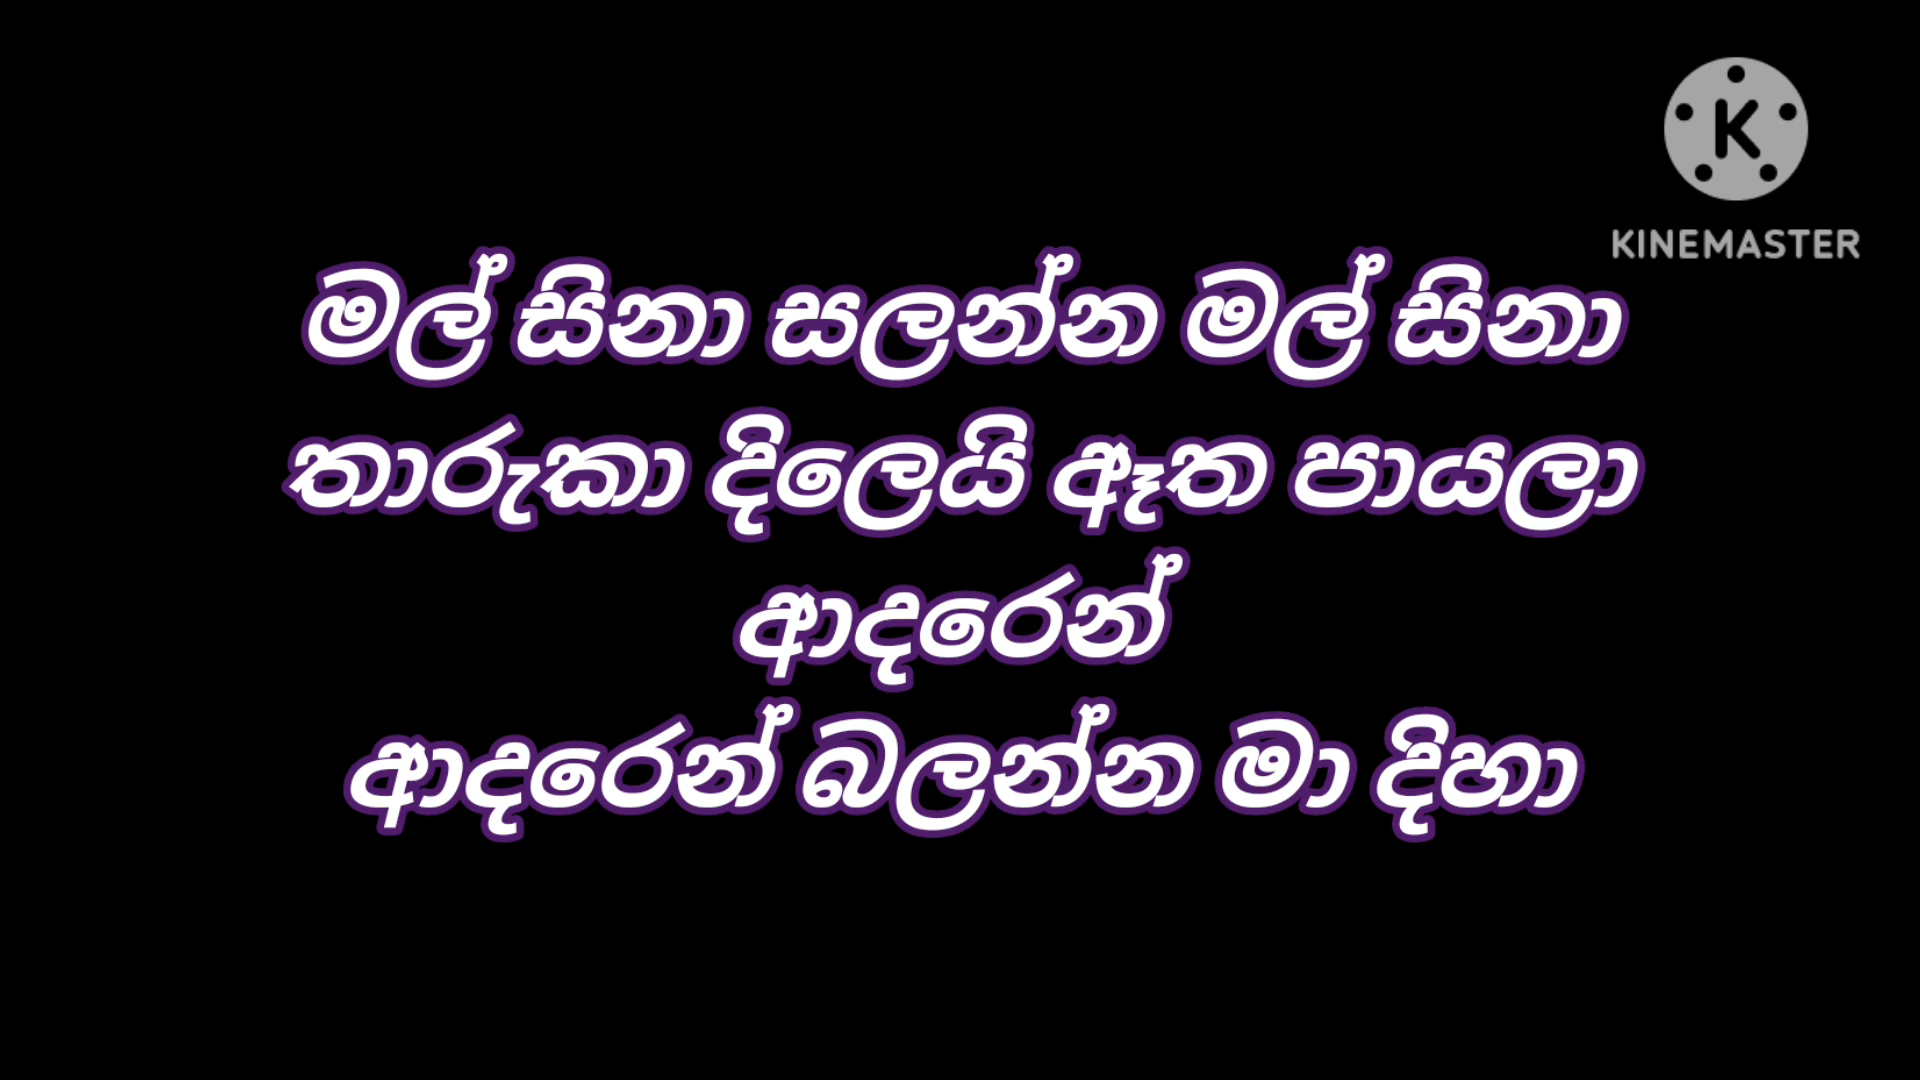 KINEMASTER
මල් සිනා සලන්න මල් සිනා
තාරුකා දිලෙයි ඈත පායලා
ආදරෙන්
ආදරෙන් බලන්න මා දිහා